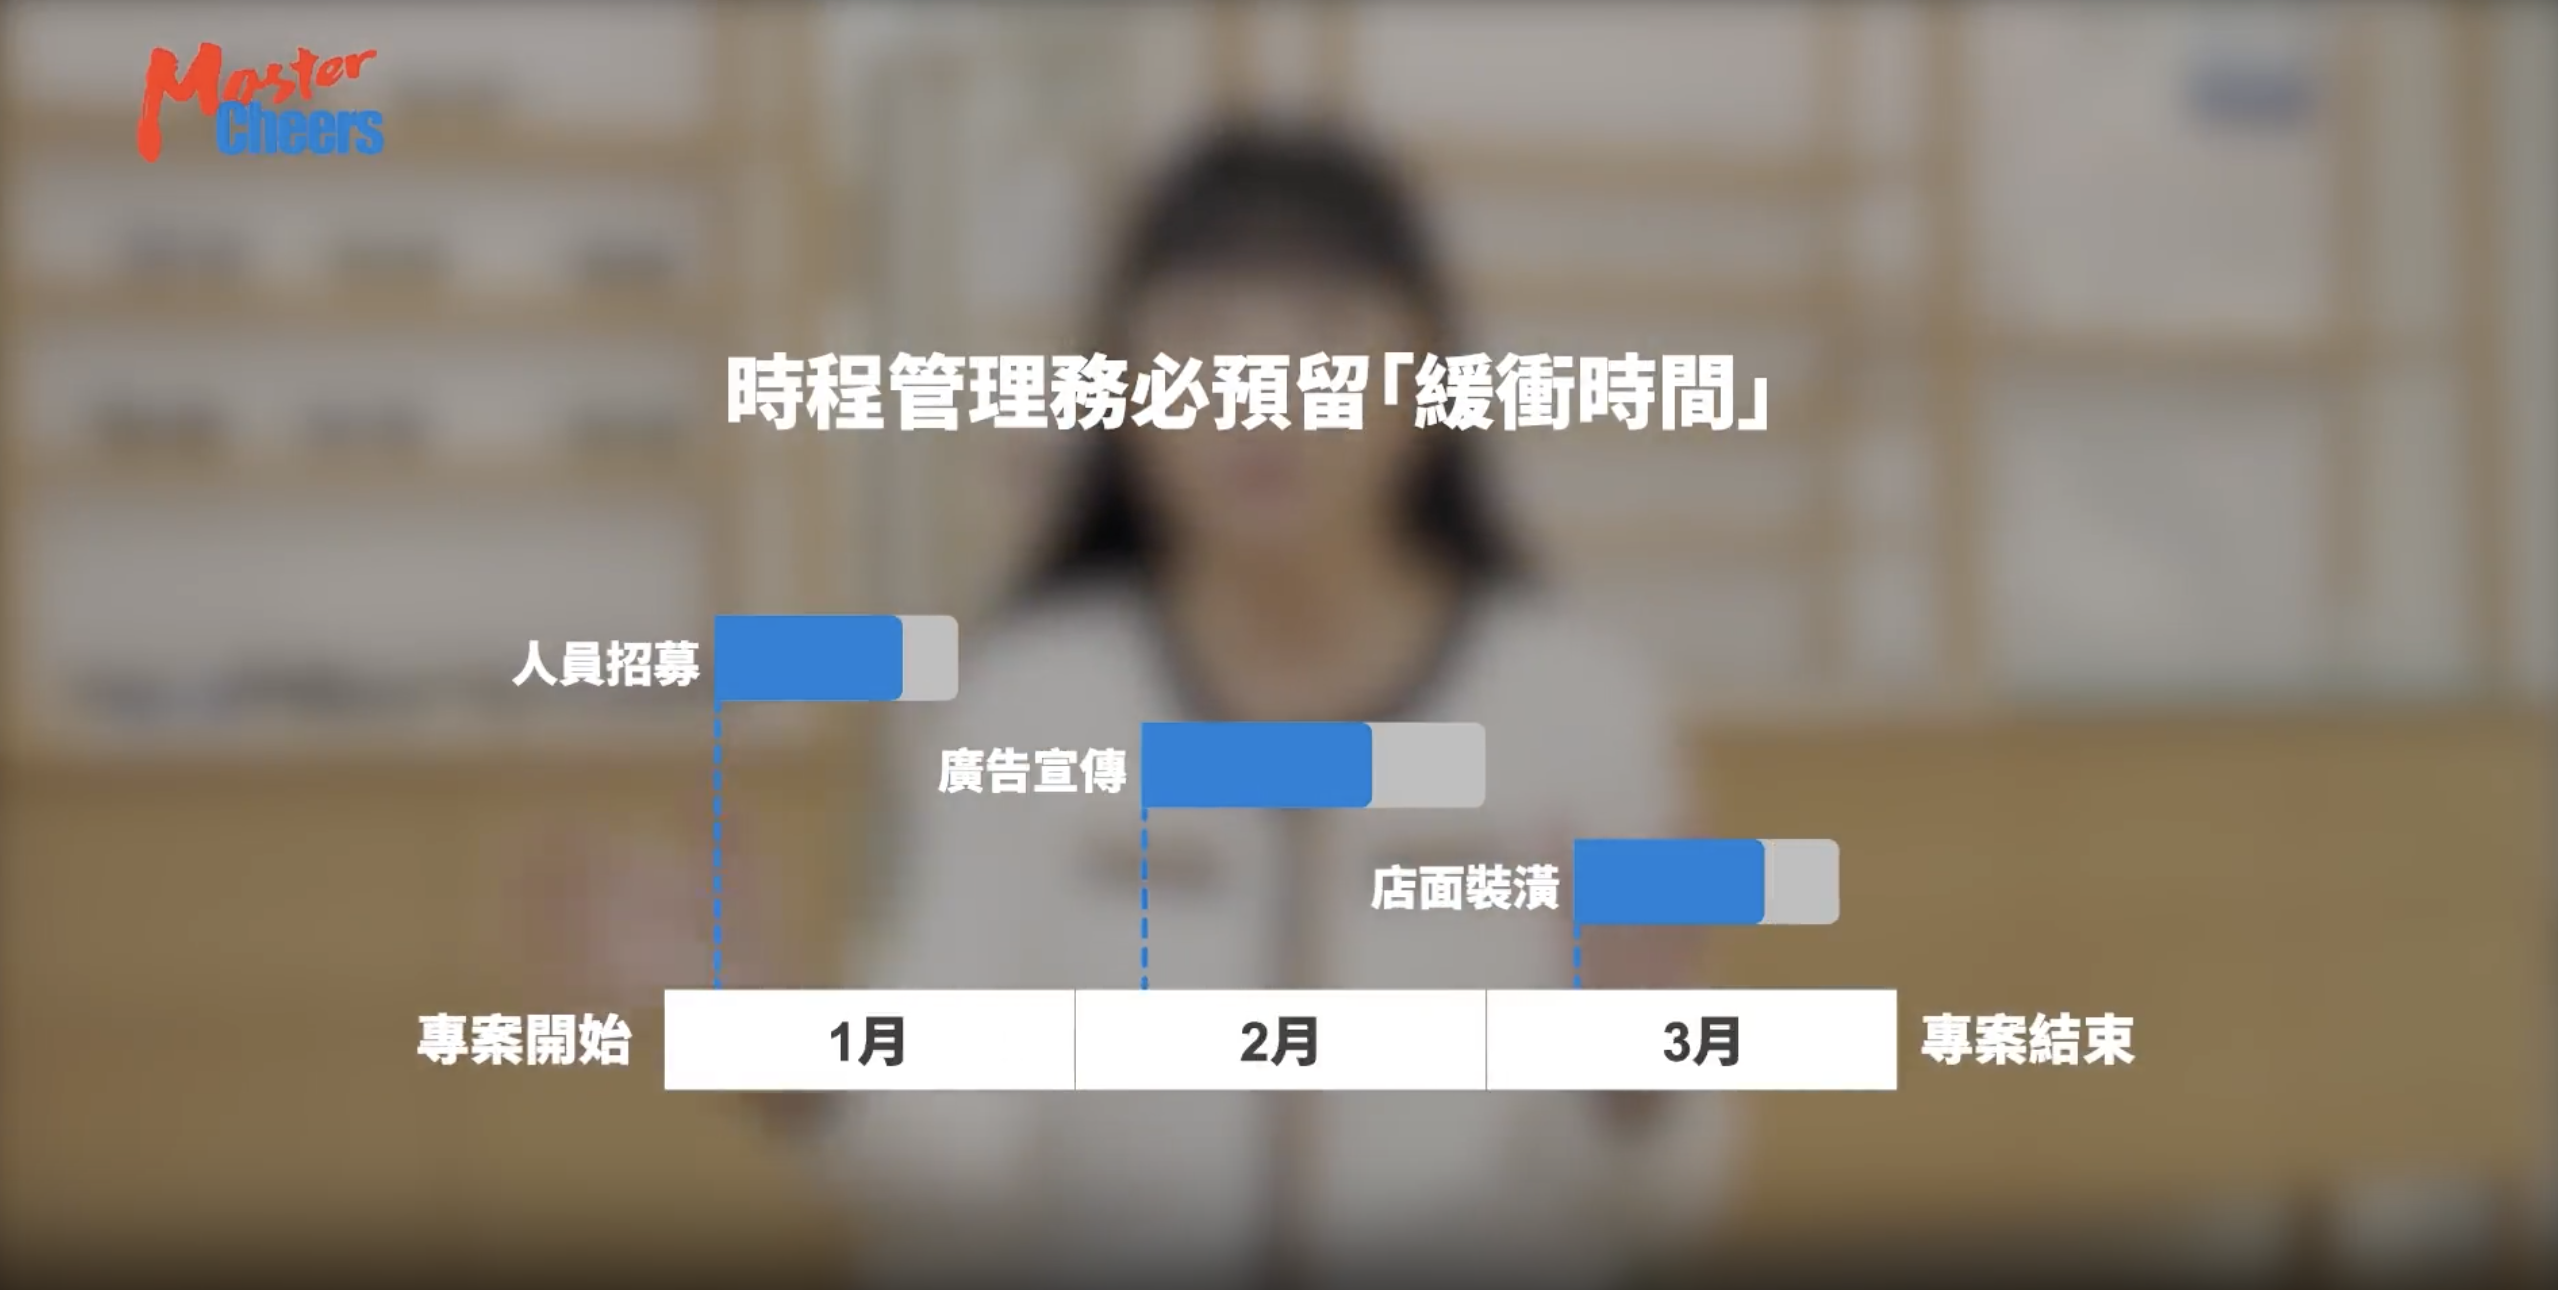 Master
Cheers
時程管理務必預留「緩衝時間」
人員招募
廣告宣傳
店面裝潢
專案開始
1月
2月
3月
專案結束